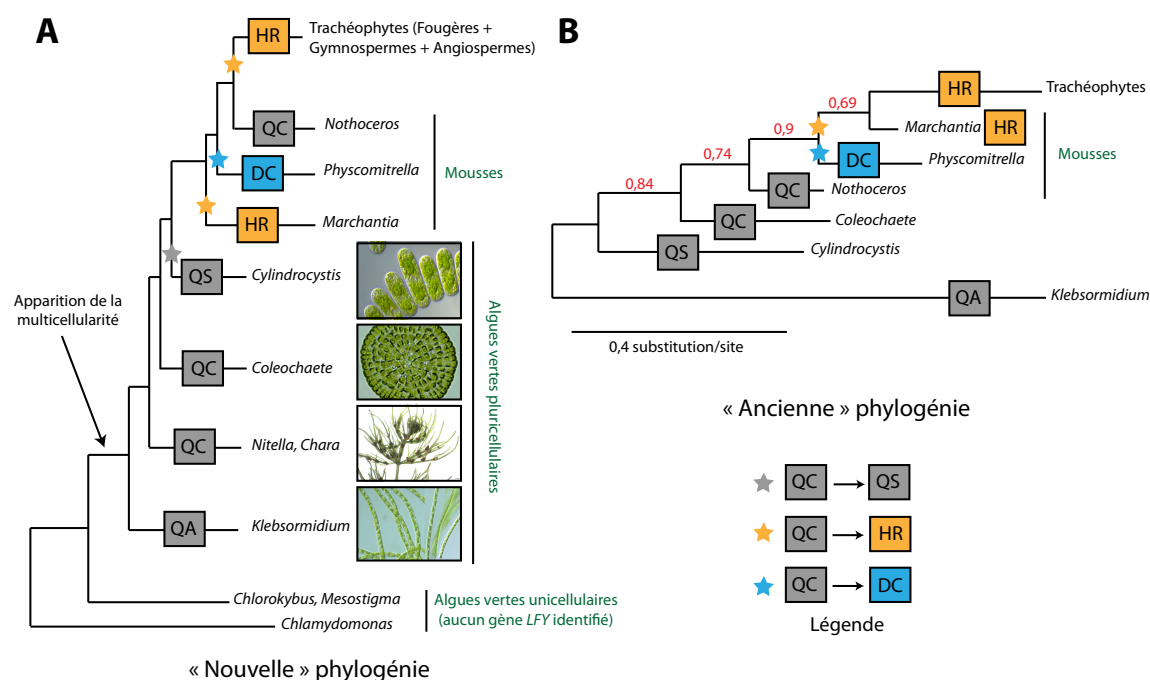 A
HR
Trachéophytes (Fougères +
Gymnospermes + Angiospermes)
QC
Nothoceros
DC
Physcomitrella
Mousses
HR
Marchantia
QS
Cylindrocystis
Apparition de la
multicellularité
QC
Coleochaete
QC
Nitella, Chara
QA
Klebsormidium
Algues vertes pluricellulaires
Chlorokybus, Mesostigma
Chlamydomonas
Algues vertes unicellulaires
(aucun gène LFY identifié)
« Nouvelle » phylogénie
B
HR
Trachéophytes
0,69
Marchantia
HR
0,9
DC
Physcomitrella
Mousses
0,74
QC
Nothoceros
0,84
QC
Coleochaete
QS
Cylindrocystis
QA
Klebsormidium
0,4 substitution/site
« Ancienne » phylogénie
QC
QS
QC
HR
QC
DC
Légende